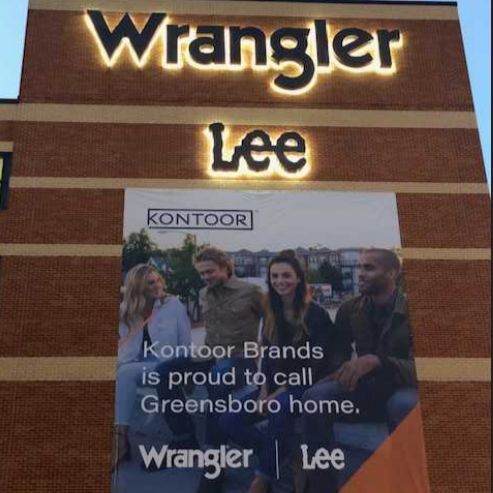 Wrangler
Lee
KONTOOR
Kontoor Brands
is proud to call
Greensboro home.
Wrangler | Lee